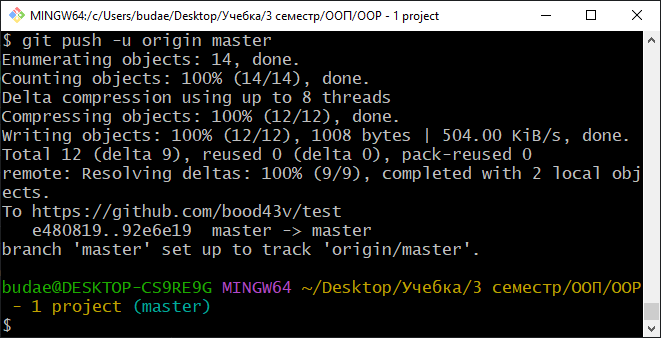 MINGW64:/c/Users/budae/Desktop/Учебка/3 семестр/ООП/OOP - 1 project
$ git push -u origin master
Enumerating objects: 14, done.
Counting objects: 100% (14/14), done.
Delta compression using up to 8 threads
Compressing objects: 100% (12/12), done.
Writing objects: 100% (12/12), 1008 bytes | 504.00 KiB/s, done.
Total 12 (delta 9), reused 0 (delta 0), pack-reused 0
remote: Resolving deltas: 100% (9/9), completed with 2 local obj
ects.
To https://github.com/bood43v/test
   e480819..92e6e19  master -> master
branch 'master' set up to track 'origin/master'.

budae@DESKTOP-CS9RE9G MINGW64 ~/Desktop/Учебка/3 семестр/ООП/OOP
 - 1 project (master)
$